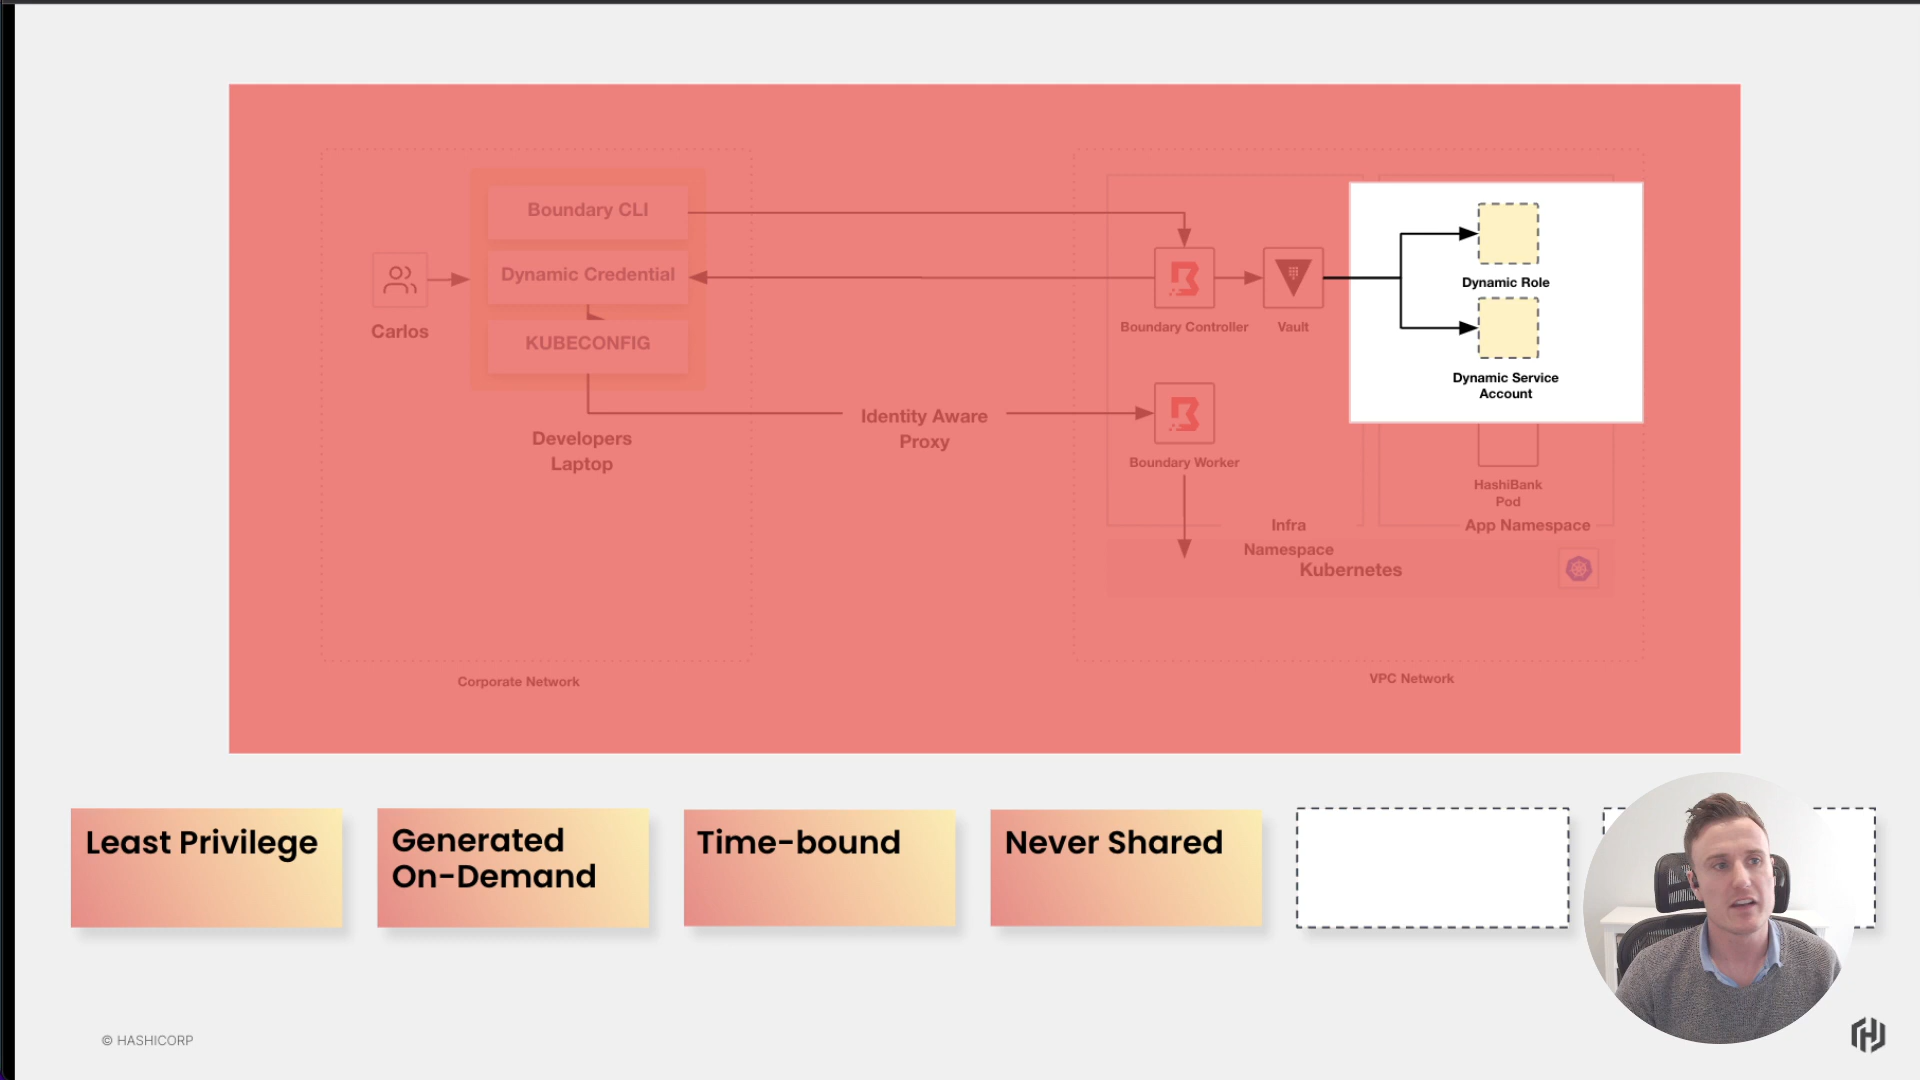 Boundary CLI
Dynamic Credential
KUBECONFIG
Carlos
Developers
Laptop
Identity Aware
Proxy
Boundary Controller
Vault
Boundary Worker
Dynamic Role
Dynamic Service
Account
HashiBank
Pod
Infra
Namespace
App Namespace
Kubernetes
Corporate Network
VPC Network
Least Privilege
Generated
On-Demand
Time-bound
Never Shared
© HASHICORP